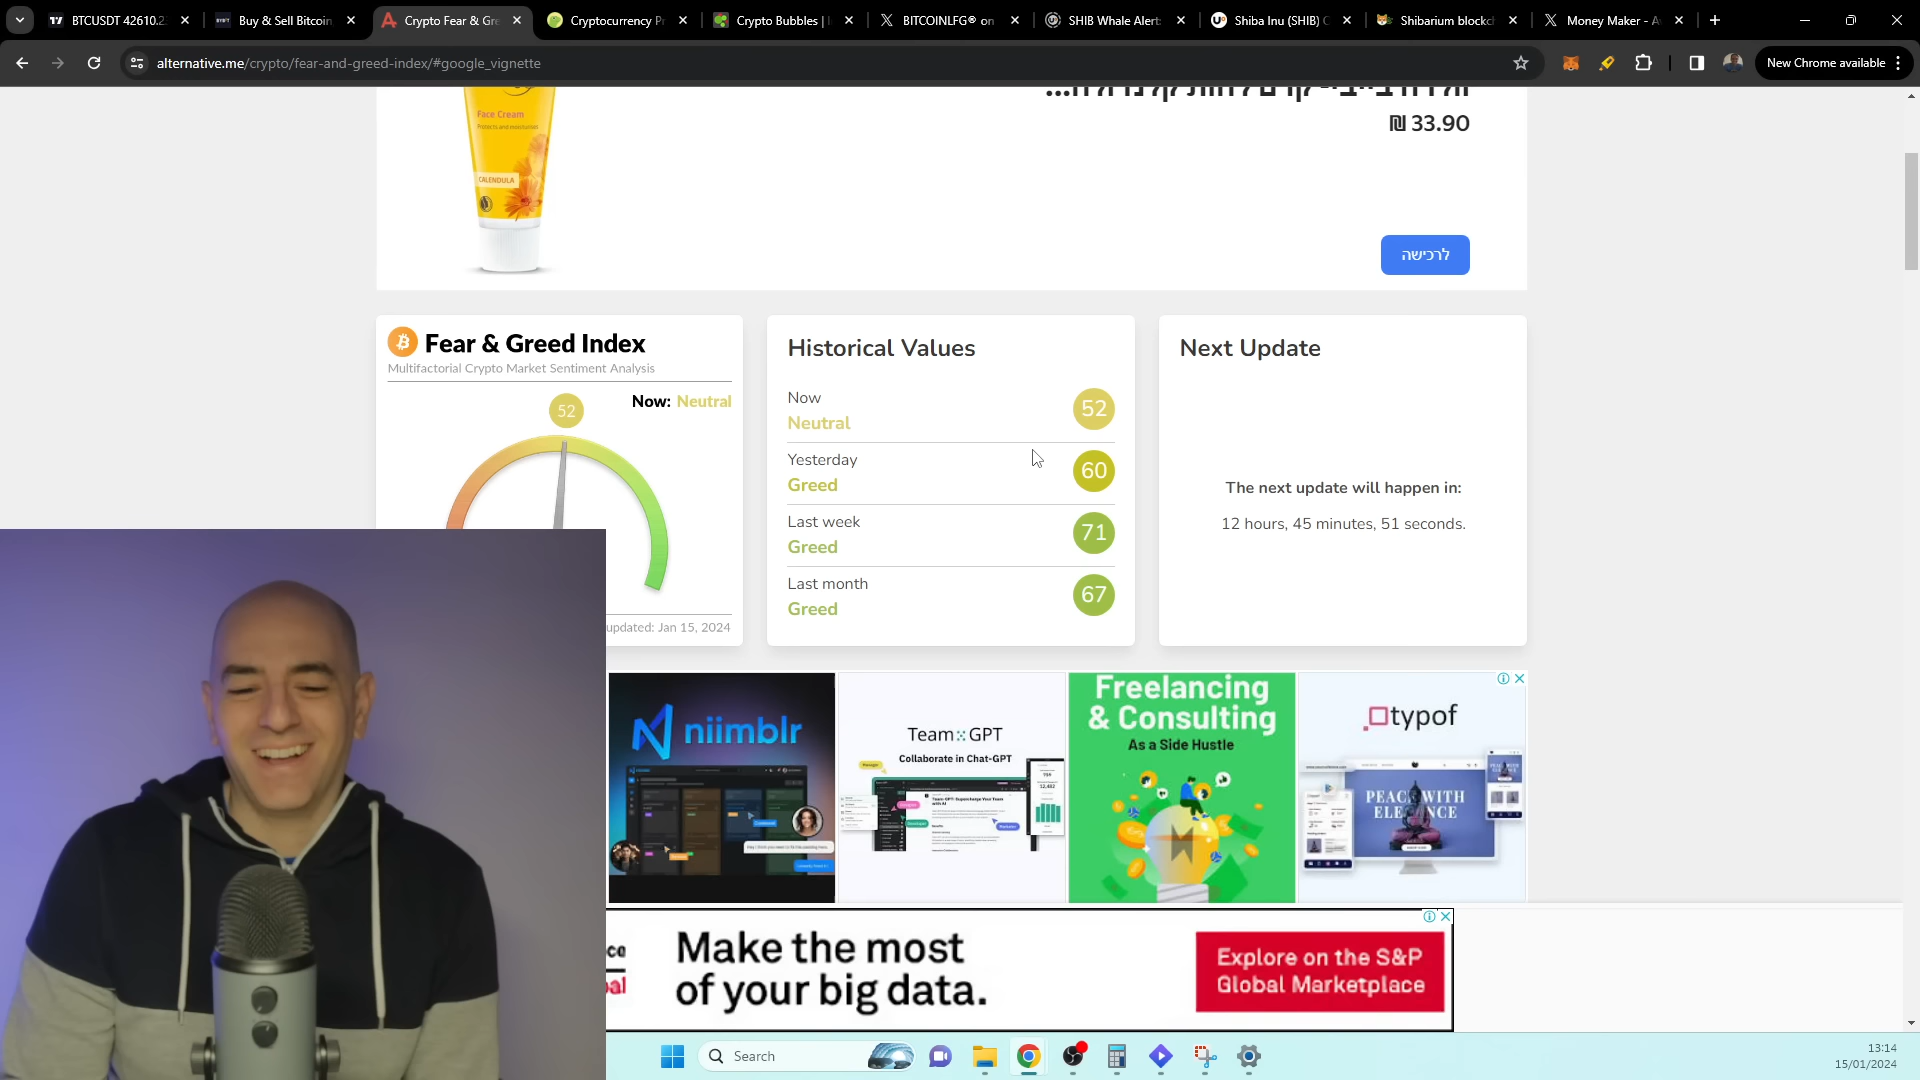 BTCUSDT 42610.2
Buy & Sell Bitcoin
Crypto Fear & Gre
Cryptocurrency P
Crypto Bubbles |
BITCOINLFG® on
SHIB Whale Alert
Shiba Inu (SHIB) C
Shibarium blockc
Money Maker - A
alternative.me/crypto/fear-and-greed-index/#google_vignette
New Chrome available
Face Cream
Protects and moisturises
CALENDULA
₪ 33.90
לרכישה
Fear & Greed Index
Multifactorial Crypto Market Sentiment Analysis
Now: Neutral
52
updated: Jan 15, 2024
Historical Values
Now
Neutral
52
Yesterday
Greed
60
Last week
Greed
71
Last month
Greed
67
Next Update
The next update will happen in:
12 hours, 45 minutes, 51 seconds.
niimblr
Team GPT
Collaborate in Chat-GPT
Freelancing
& Consulting
As a Side Hustle
typof
PEACE WITH
ELEGANCE
Make the most
of your big data.
Explore on the S&P
Global Marketplace
Search
13:14
15/01/2024